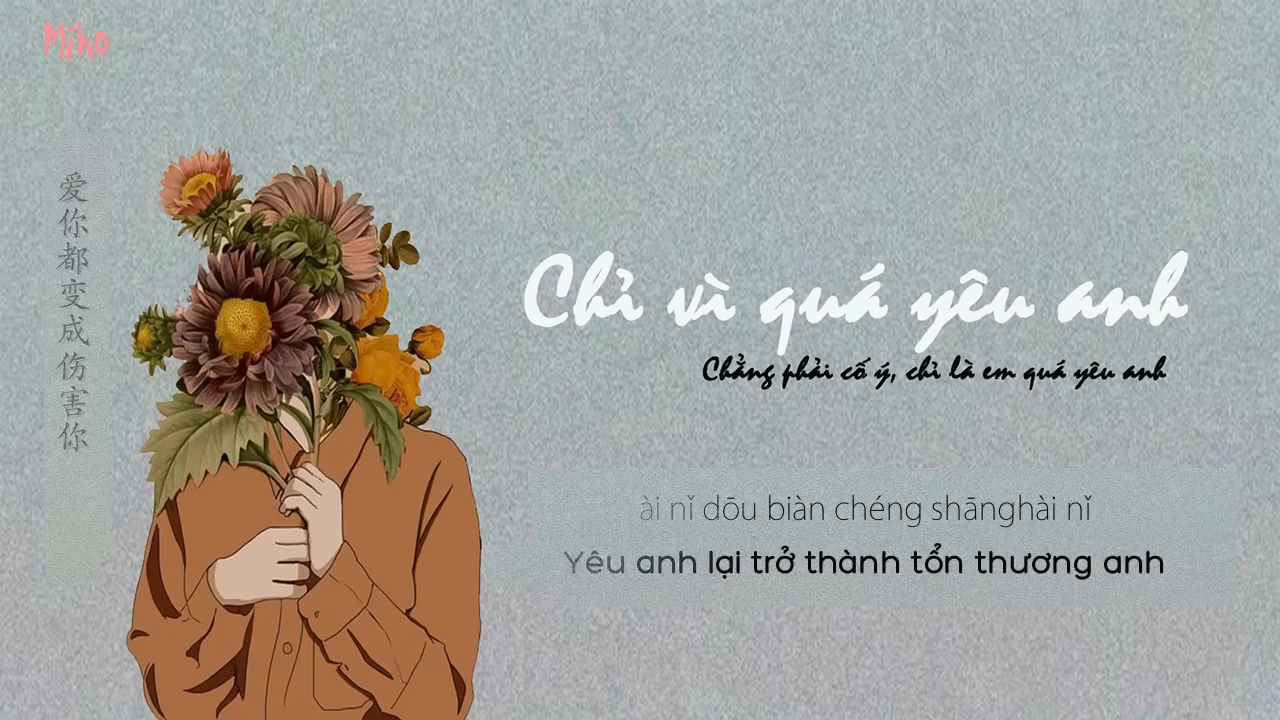 Miho
爱你都变成伤害你
Chỉ vì quá yêu anh
Chẳng phải cố ý, chỉ là em quá yêu anh
ài nǐ dōu biàn chéng shānghài nǐ
Yêu anh lại trở thành tổn thương anh